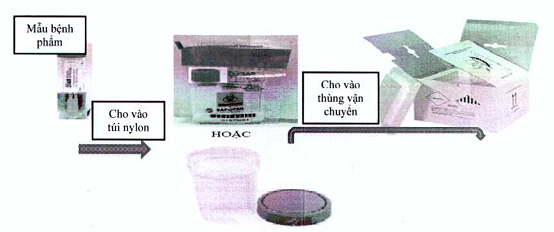 Mẫu bệnh
phẩm
Cho vào
túi nylon
HOẶC
Cho vào
thùng vận
chuyển